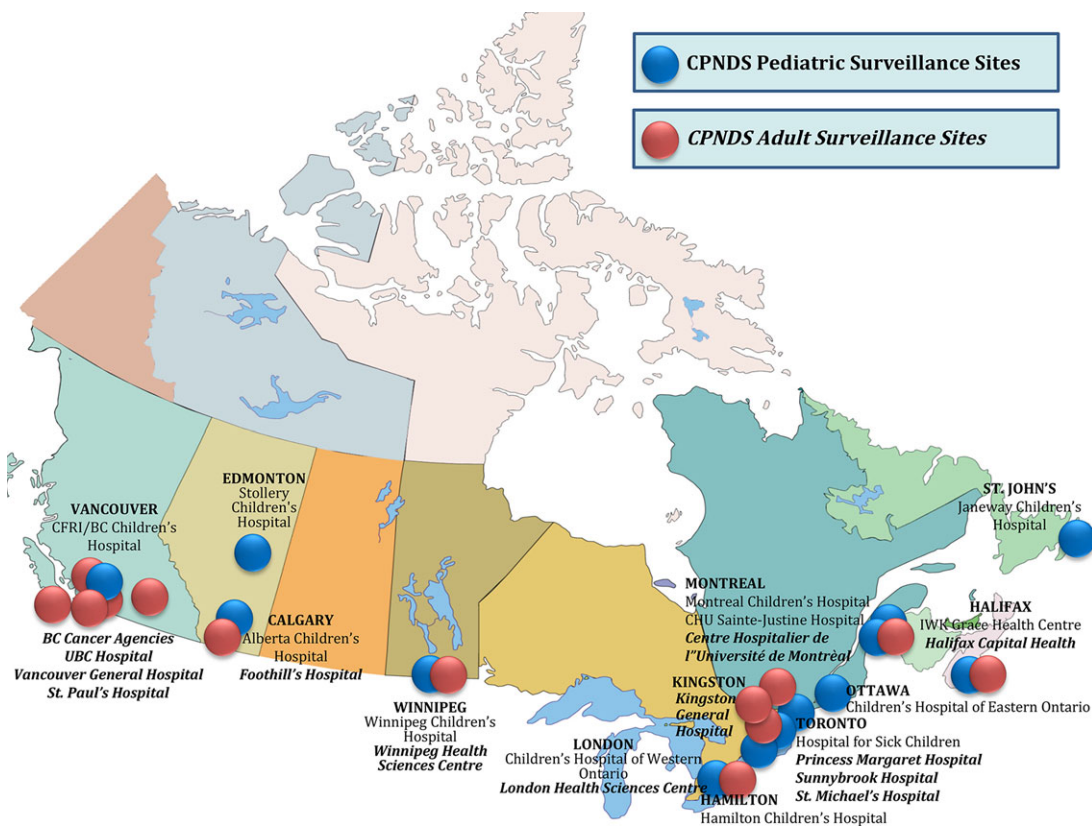 CPNDS Pediatric Surveillance Sites
CPNDS Adult Surveillance Sites
VANCOUVER
CFRI/BC Children's
Hospital
BC Cancer Agencies
UBC Hospital
Vancouver General Hospital
St. Paul's Hospital
EDMONTON
Stollery
Children's
Hospital
CALGARY
Alberta Children's
Hospital
Foothill's Hospital
WINNIPEG
Winnipeg Children's
Hospital
Winnipeg Health
Sciences Centre
LONDON
Children's Hospital of Western
Ontario
London Health Sciences Centre
HAMILTON
Hamilton Children's Hospital
KINGSTON
Kingston
General
Hospital
TORONTO
Hospital for Sick Children
Princess Margaret Hospital
Sunnybrook Hospital
St. Michael's Hospital
OTTAWA
Children's Hospital of Eastern Ontario
MONTREAL
Montreal Children's Hospital
CHU Sainte-Justine Hospital
Centre Hospitalier de
l"Université de Montrèal
HALIFAX
IWK Grace Health Centre
Halifax Capital Health
ST. JOHN'S
Janeway Children's
Hospital